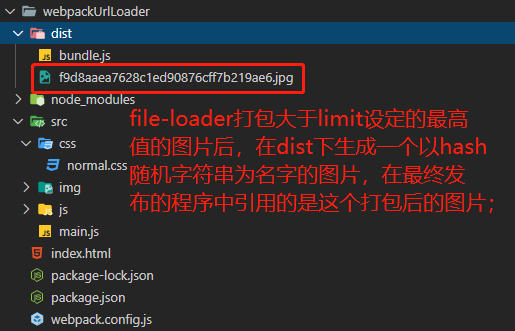 webpackUrlLoader
dist
bundle.js
f9d8aaea7628c1ed90876cff7b219ae6.jpg
node_modules
src
css
normal.css
img
js
main.js
index.html
package-lock.json
package.json
webpack.config.js
file-loader打包大于limit设定的最高
值的图片后，在dist下生成一个以hash
随机字符串为名字的图片，在最终发
布的程序中引用的是这个打包后的图片；